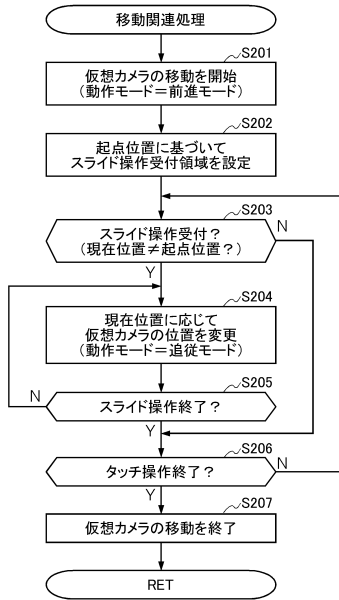 移動関連処理
S201
仮想カメラの移動を開始
(動作モード＝前進モード)
S202
起点位置に基づいて
スライド操作受付領域を設定
S203
スライド操作受付？
(現在位置≠起点位置？)
N
Y
S204
現在位置に応じて
仮想カメラの位置を変更
(動作モード＝追従モード)
S205
N
スライド操作終了？
Y
S206
タッチ操作終了？
N
Y
S207
仮想カメラの移動を終了
RET